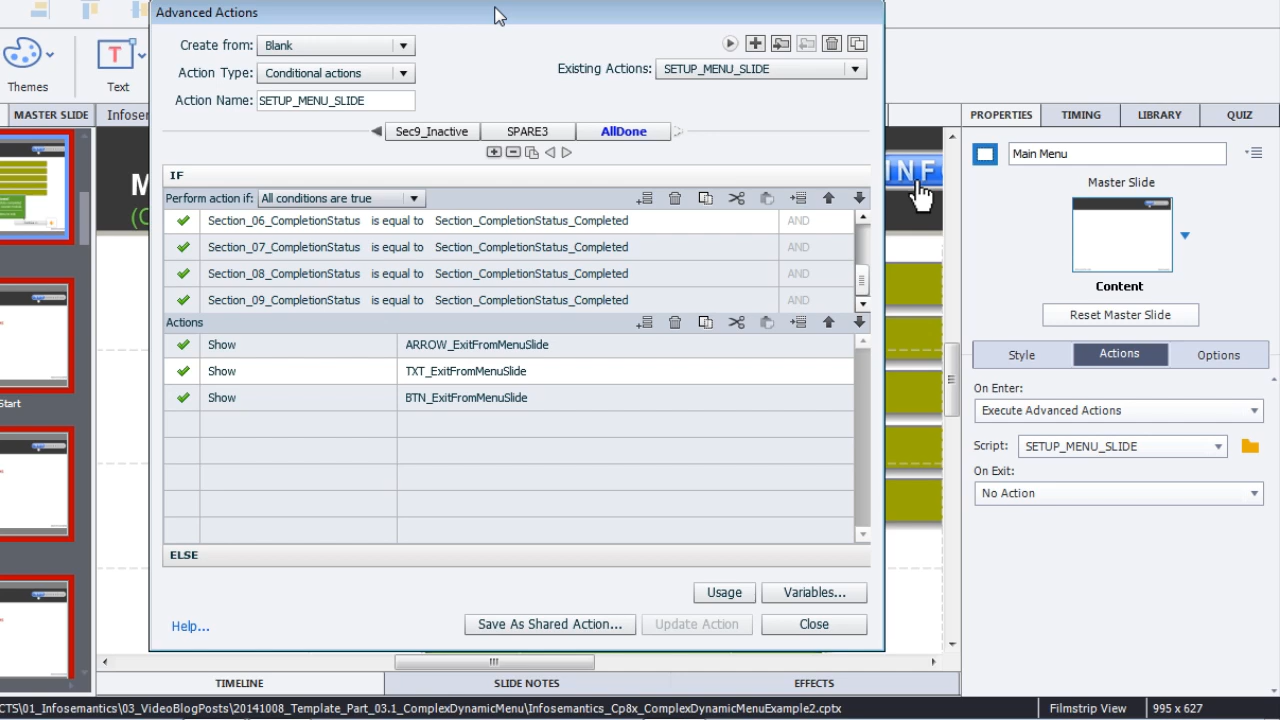 Advanced Actions
Create from: Blank
Action Type: Conditional actions
Existing Actions: SETUP_MENU_SLIDE
Action Name: SETUP_MENU_SLIDE
Sec9_Inactive SPARE3 AllDone
IF
Perform action if: All conditions are true
Section_06_CompletionStatus is equal to Section_CompletionStatus_Completed AND
Section_07_CompletionStatus is equal to Section_CompletionStatus_Completed AND
Section_08_CompletionStatus is equal to Section_CompletionStatus_Completed AND
Section_09_CompletionStatus is equal to Section_CompletionStatus_Completed AND
Actions
Show ARROW_ExitFromMenuSlide
Show TXT_ExitFromMenuSlide
Show BTN_ExitFromMenuSlide
ELSE
Usage Variables...
Help... Save As Shared Action... Update Action Close
Themes T Text
MASTER SLIDE Infosen
M
(C
INF
Start
PROPERTIES TIMING LIBRARY QUIZ
Main Menu
Master Slide
Content
Reset Master Slide
Style Actions Options
On Enter:
Execute Advanced Actions
Script: SETUP_MENU_SLIDE
On Exit:
No Action
TIMELINE SLIDE NOTES EFFECTS
CTS\01_Infosemantics\03_VideoBlogPosts\20141008_Template_Part_03.1_ComplexDynamicMenu\Infosemantics_Cp8x_ComplexDynamicMenuExample2.cptx Filmstrip View 995 x 627